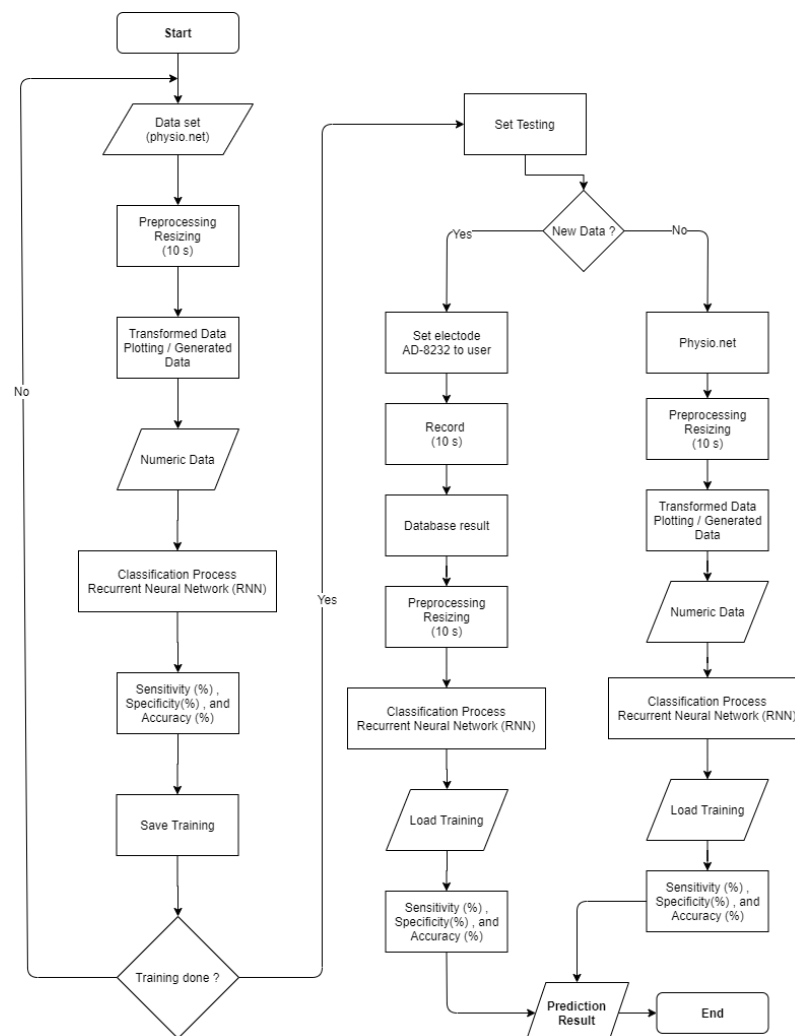 Start
Data set
(physio.net)
Preprocessing
Resizing
(10 s)
Transformed Data
Plotting / Generated
Data
No
Numeric Data
Classification Process
Recurrent Neural Network (RNN)
Sensitivity (%) ,
Specificity(%) , and
Accuracy (%)
Save Training
Training done ?
Yes
Set Testing
New Data ?
Yes
No
Set electode
AD-8232 to user
Record
(10 s)
Database result
Preprocessing
Resizing
(10 s)
Classification Process
Recurrent Neural Network (RNN)
Load Training
Sensitivity (%) ,
Specificity(%) , and
Accuracy (%)
Physio.net
Preprocessing
Resizing
(10 s)
Transformed Data
Plotting / Generated
Data
Numeric Data
Classification Process
Recurrent Neural Network (RNN)
Load Training
Sensitivity (%) ,
Specificity(%) , and
Accuracy (%)
Prediction
Result
End